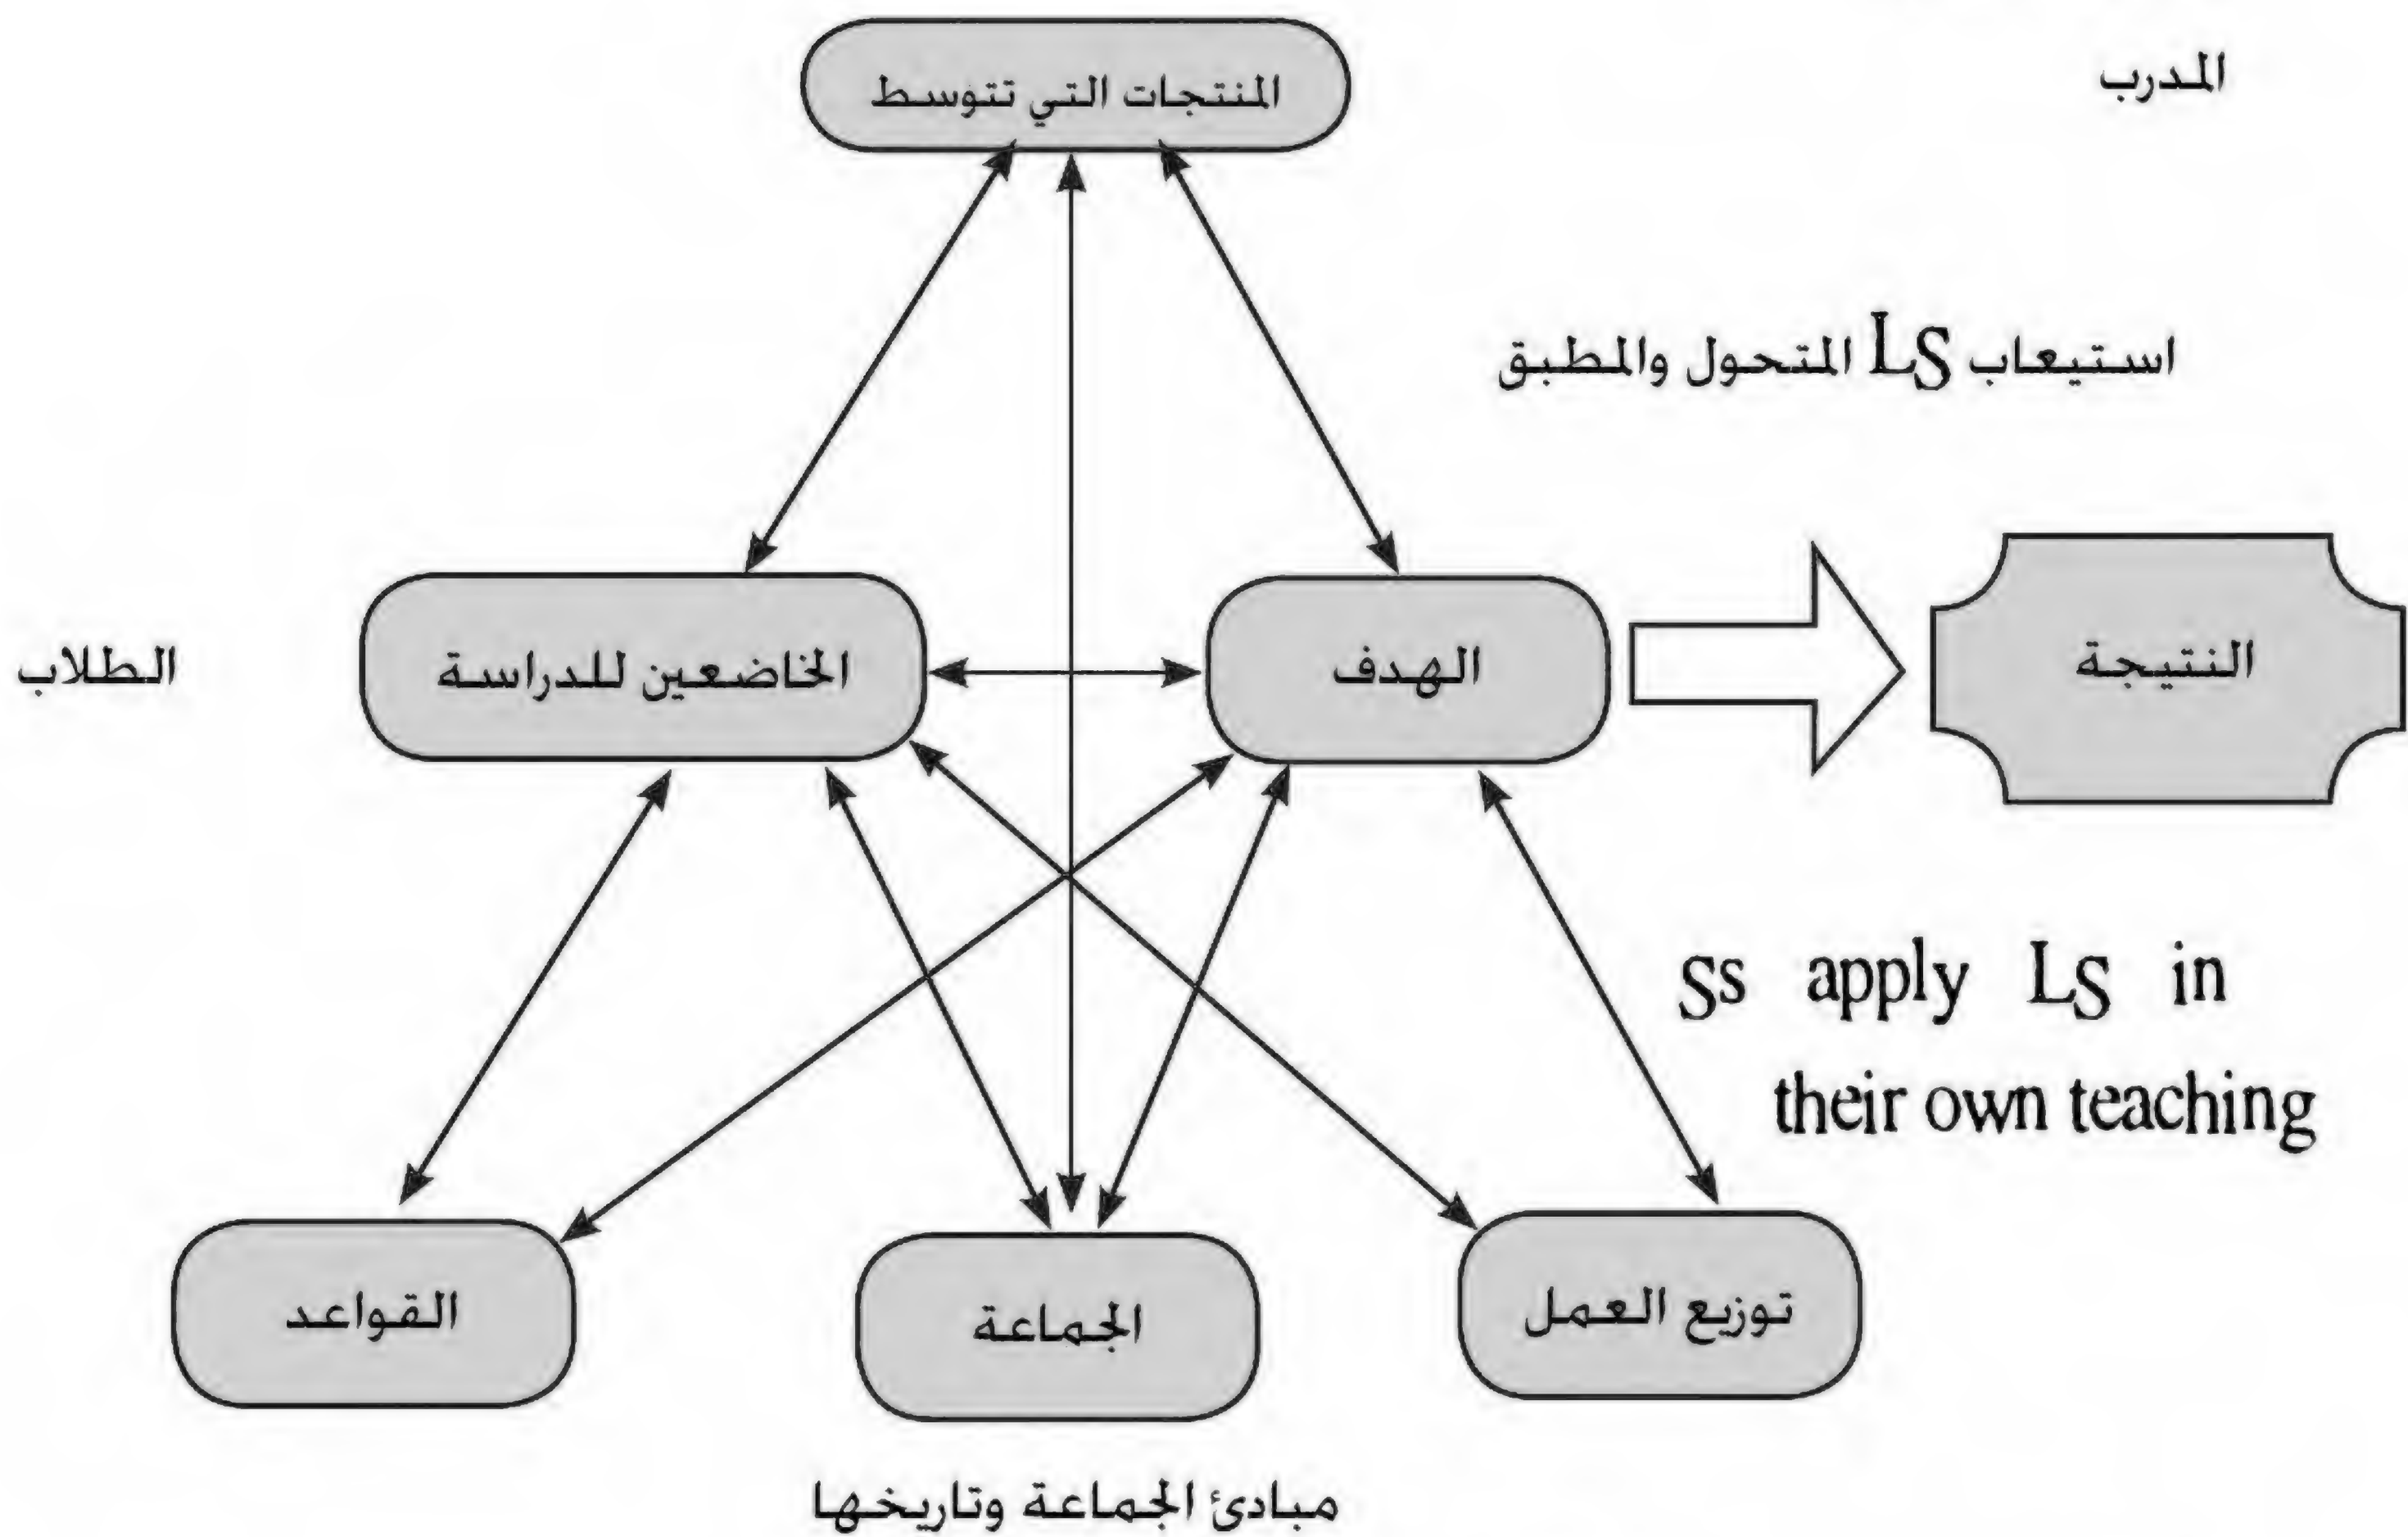 المدرب
المنتجات التي تتوسط
استيعاب LS المتحول والمطبق
الطلاب
الخاضعين للدراسة
الهدف
النتيجة
Ss apply LS in
their own teaching
القواعد
الجماعة
توزيع العمل
مبادئ الجماعة وتاريخها